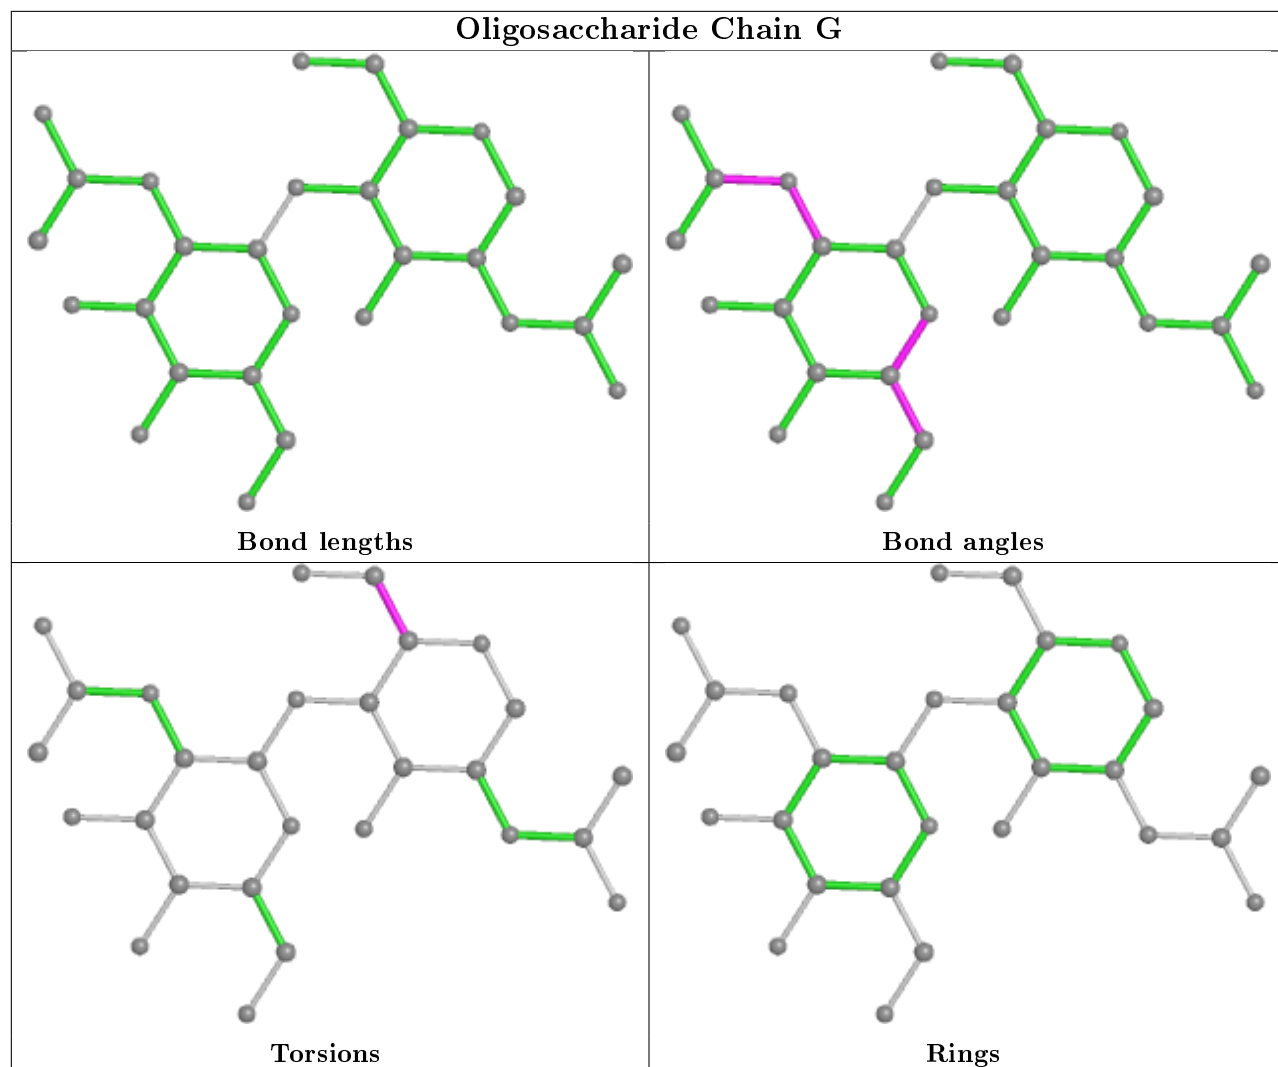 Oligosaccharide Chain G
Bond lengths
Bond angles
Torsions
Rings